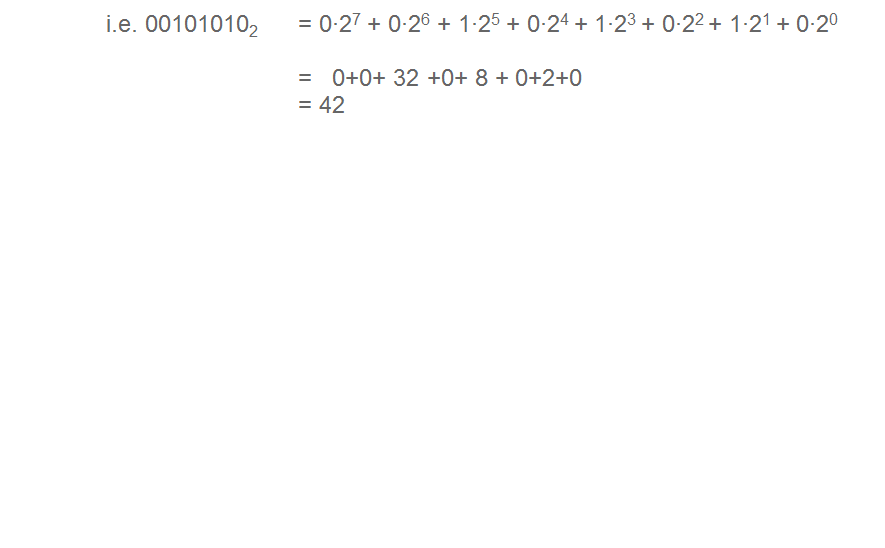 i.e. 00101010₂ = 0·2⁷ + 0·2⁶ + 1·2⁵ + 0·2⁴ + 1·2³ + 0·2² + 1·2¹ + 0·2⁰
= 0+0+ 32 +0+ 8 + 0+2+0
= 42